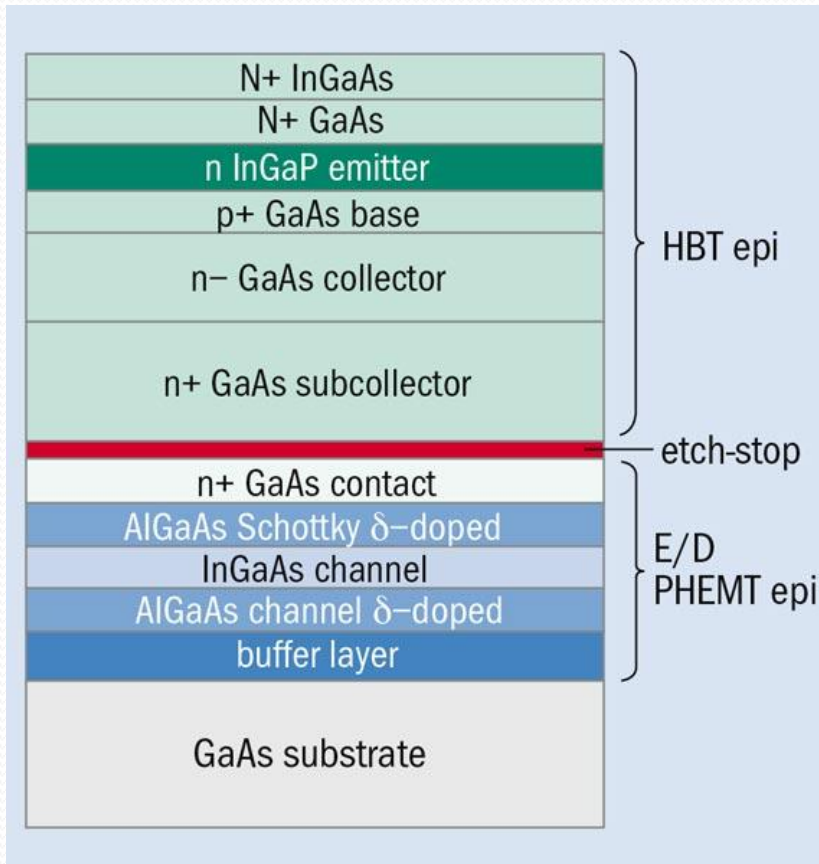 N+ InGaAs
N+ GaAs
n InGaP emitter
p+ GaAs base
n− GaAs collector
n+ GaAs subcollector
HBT epi
etch-stop
n+ GaAs contact
AlGaAs Schottky δ−doped
InGaAs channel
AlGaAs channel δ−doped
buffer layer
E/D
PHEMT epi
GaAs substrate